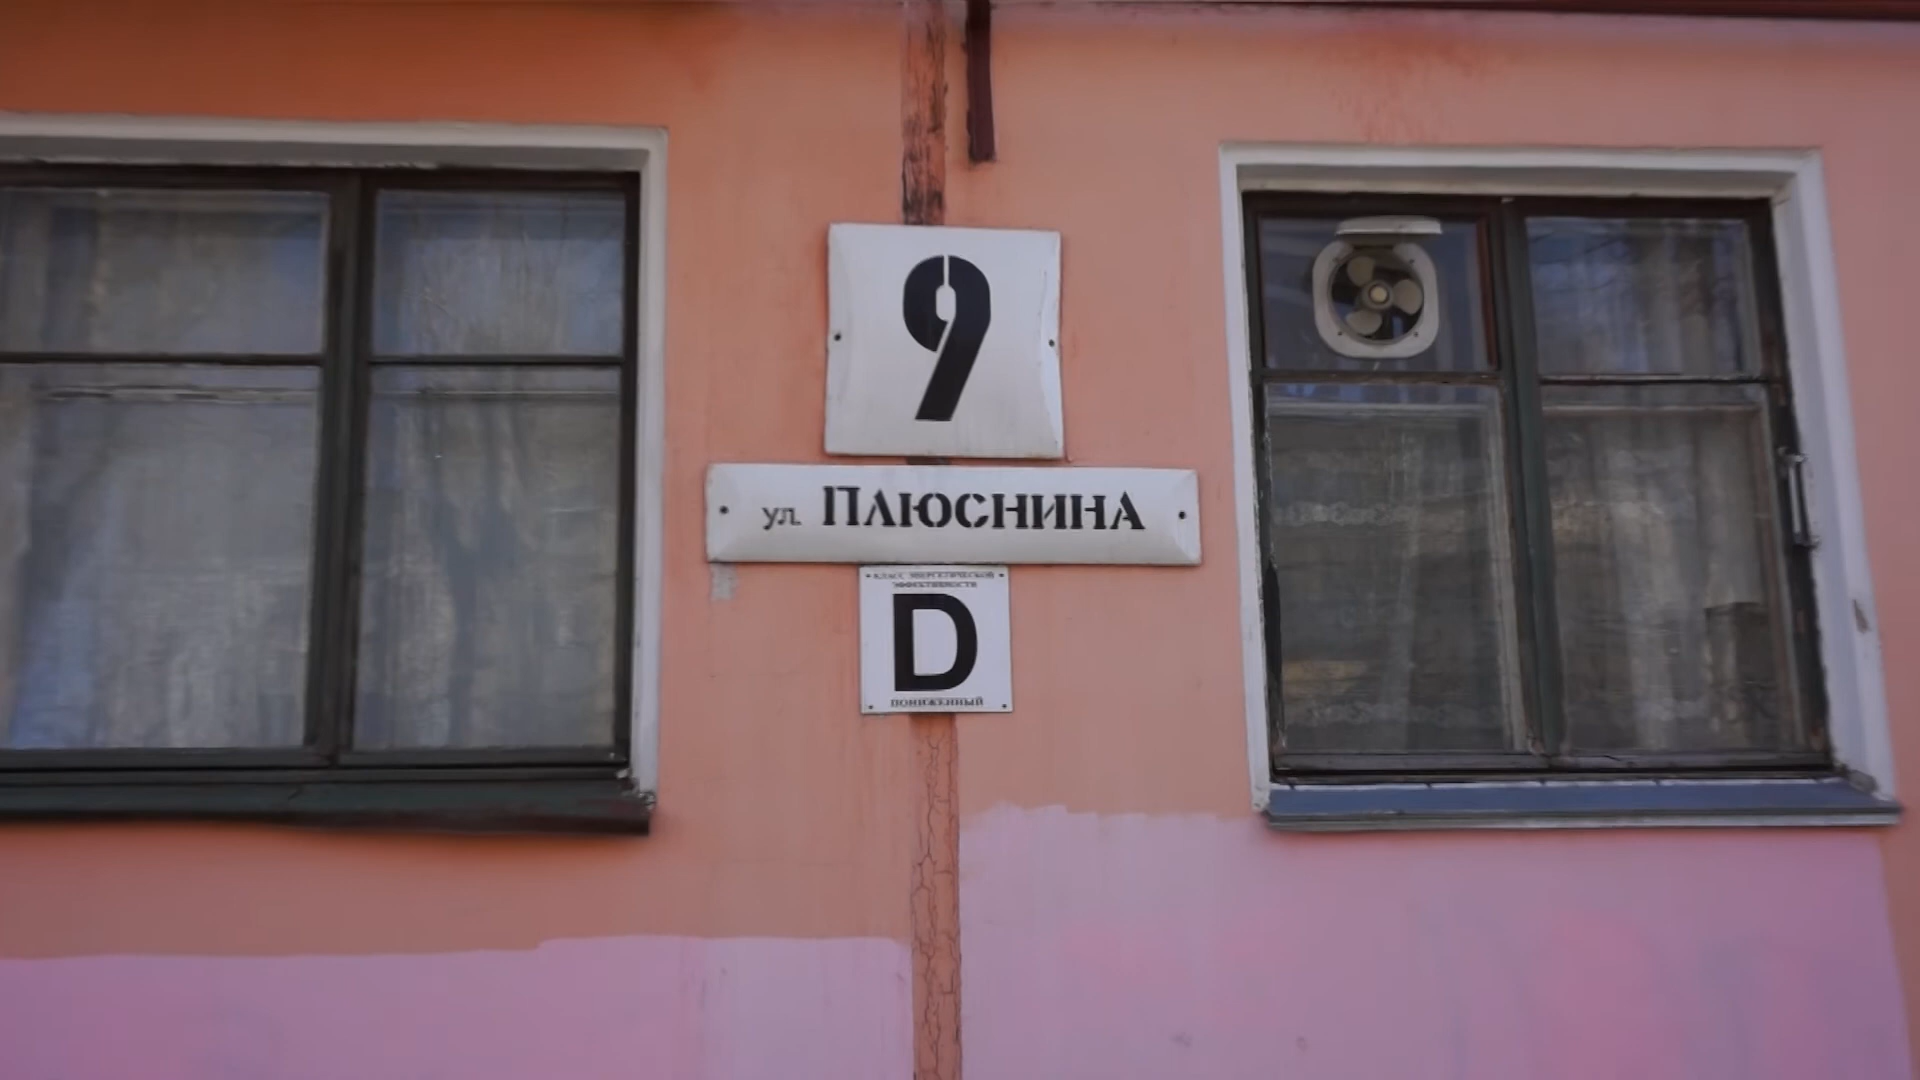 9
ул. ПЛЮСНИНА
КЛАСС ЭНЕРГЕТИЧЕСКОЙ
ЭФФЕКТИВНОСТИ
D
ПОНИЖЕННЫЙ